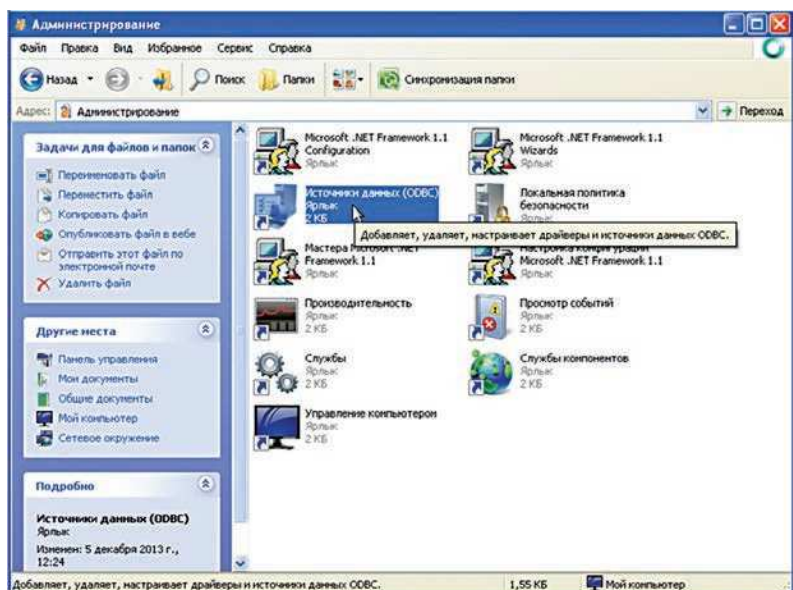 Администрирование
Файл Правка Вид Избранное Сервис Справка
Назад Поиск Папки Синхронизация папки
Адрес: Администрирование Переход
Задачи для файлов и папок
Переименовать файл
Переместить файл
Копировать файл
Опубликовать файл в вебе
Отправить этот файл по
электронной почте
Удалить файл
Другие места
Панель управления
Мои документы
Общие документы
Мой компьютер
Сетевое окружение
Подробно
Источники данных (ODBC)
Ярлык
Изменен: 5 декабря 2013 г.,
12:24
Microsoft .NET Framework 1.1
Configuration
Ярлык
Microsoft .NET Framework 1.1
Wizards
Ярлык
Источники данных (ODBC)
Ярлык
2 КБ
Локальная политика
безопасности
Ярлык
Добавляет, удаляет, настраивает драйверы и источники данных ODBC.
Мастера Microsoft .NET
Framework 1.1
Ярлык
Настройка конфигурации
Microsoft .NET Framework 1.1
Ярлык
Производительность
Ярлык
2 КБ
Просмотр событий
Ярлык
2 КБ
Службы
Ярлык
2 КБ
Службы компонентов
Ярлык
2 КБ
Управление компьютером
Ярлык
2 КБ
Добавляет, удаляет, настраивает драйверы и источники данных ODBC. 1,55 КБ Мой компьютер